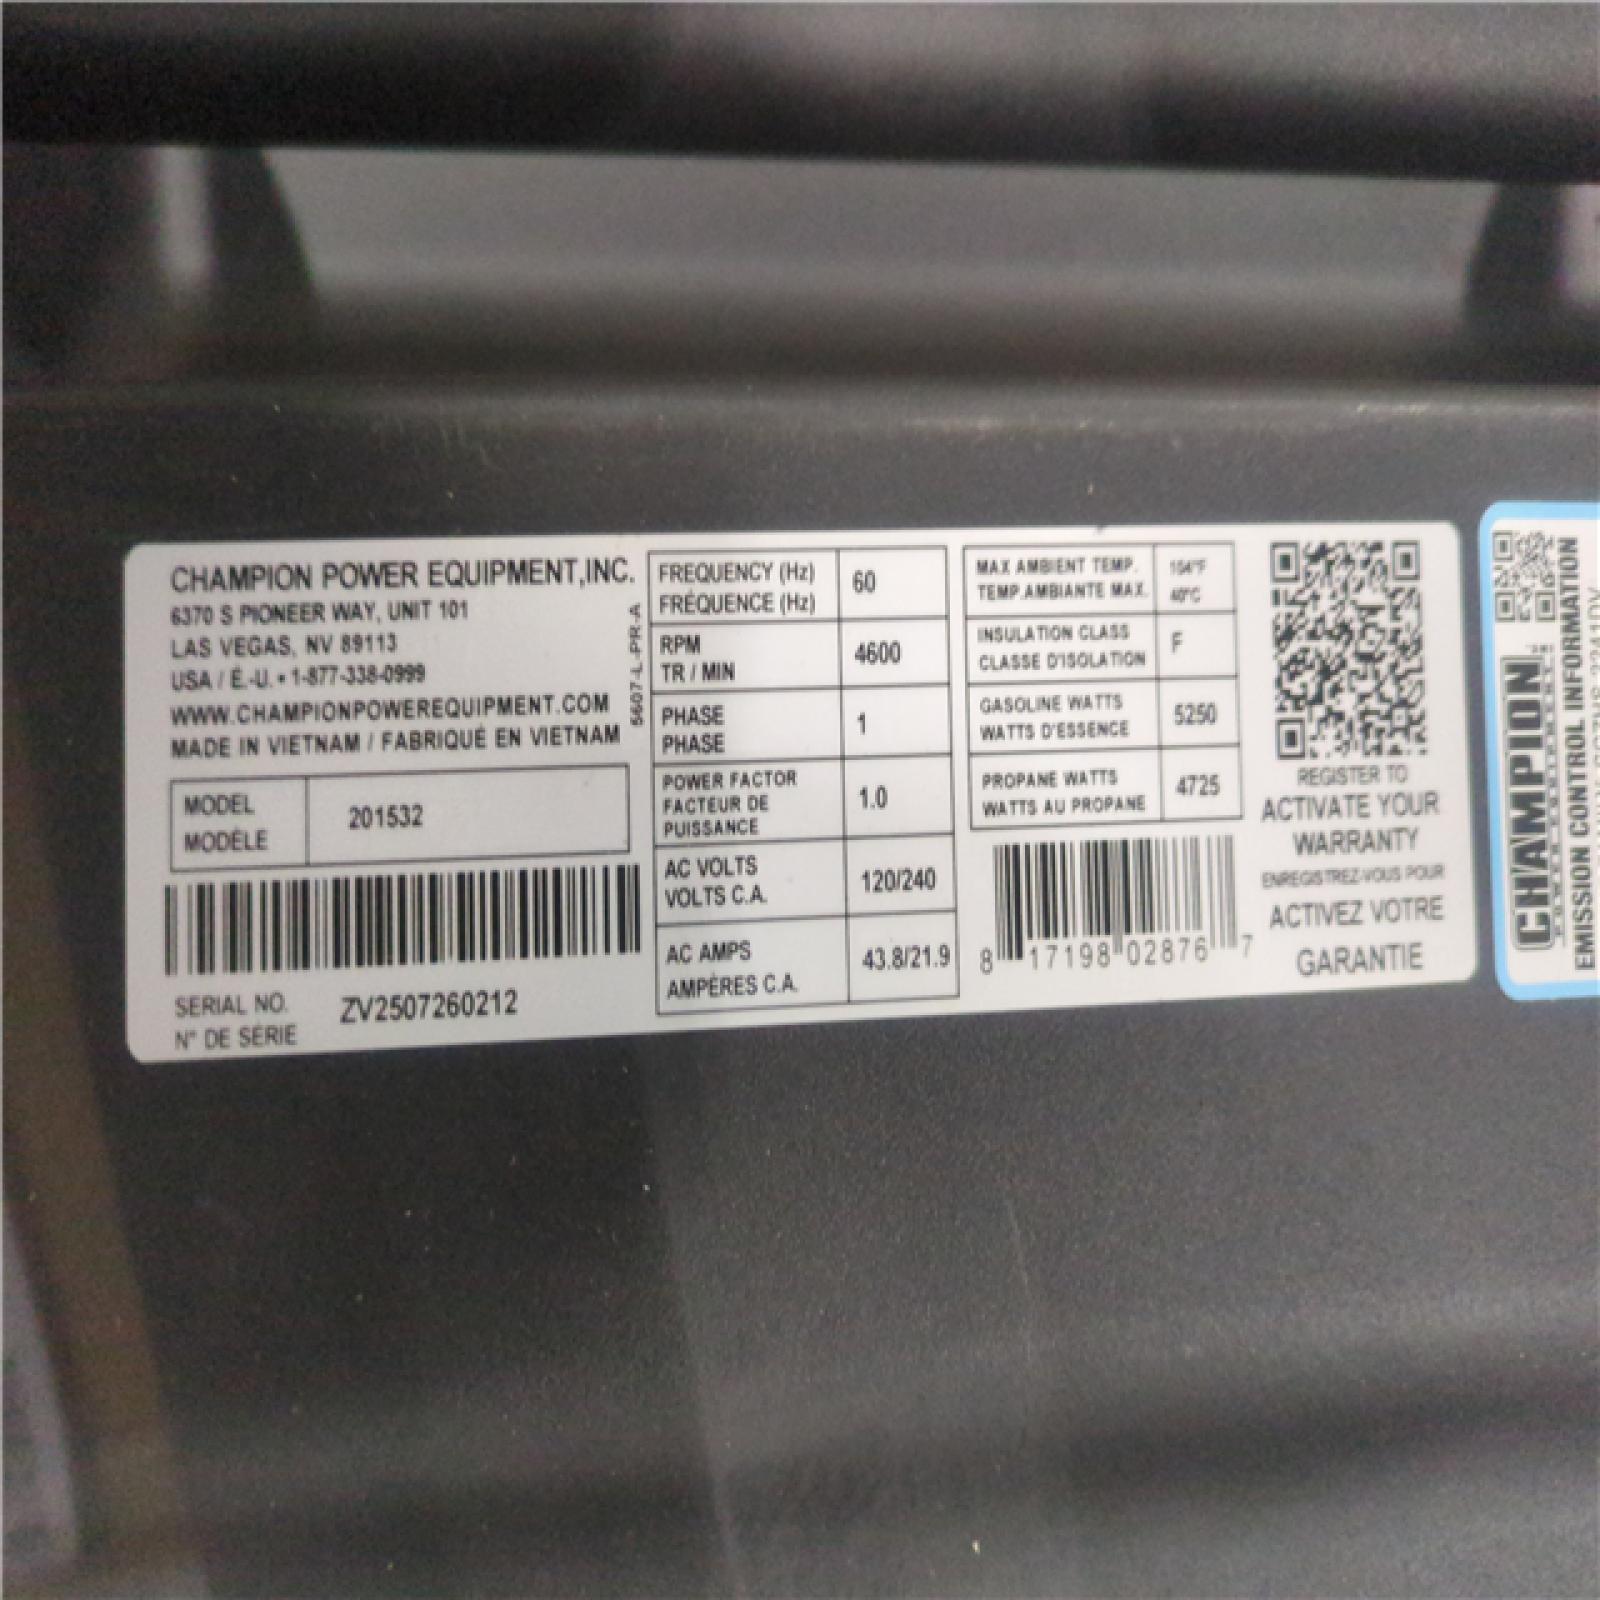 CHAMPION POWER EQUIPMENT,INC.
6370 S PIONEER WAY, UNIT 101
LAS VEGAS, NV 89113
USA / É.-U. • 1-877-338-0999
WWW.CHAMPIONPOWEREQUIPMENT.COM
MADE IN VIETNAM / FABRIQUÉ EN VIETNAM
5607-L-PR-A
MODEL
MODÈLE
201532
SERIAL NO.
N° DE SÉRIE
ZV2507260212
FREQUENCY (Hz)
FRÉQUENCE (Hz)
60
RPM
TR / MIN
4600
PHASE
PHASE
1
POWER FACTOR
FACTEUR DE
PUISSANCE
1.0
AC VOLTS
VOLTS C.A.
120/240
AC AMPS
AMPÈRES C.A.
43.8/21.9
MAX AMBIENT TEMP.
TEMP.AMBIANTE MAX.
104°F
40°C
INSULATION CLASS
CLASSE D'ISOLATION
F
GASOLINE WATTS
WATTS D'ESSENCE
5250
PROPANE WATTS
WATTS AU PROPANE
4725
8 17198 02876 7
REGISTER TO
ACTIVATE YOUR
WARRANTY
ENREGISTREZ-VOUS POUR
ACTIVEZ VOTRE
GARANTIE
CHAMPION
POWER EQUIPMENT
EMISSION CONTROL INFORMATION